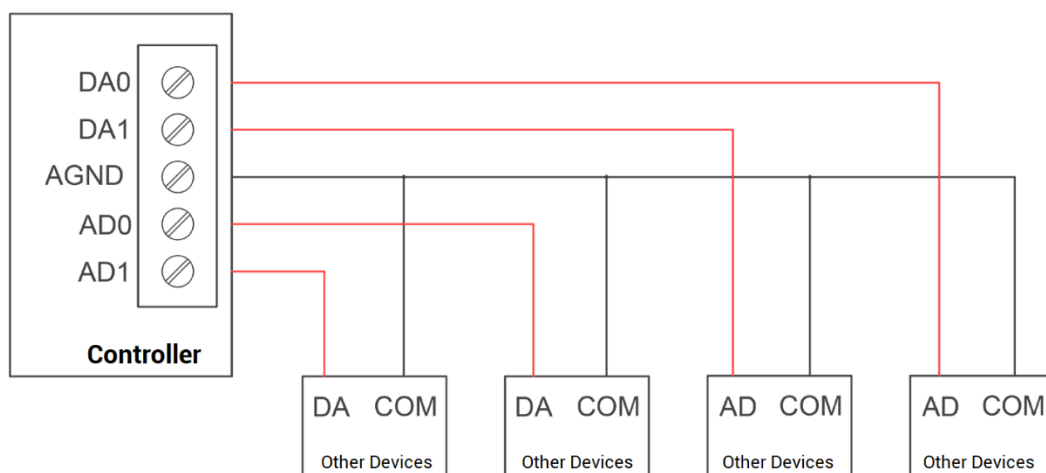 DA0
DA1
AGND
AD0
AD1
Controller
DA COM
Other Devices
DA COM
Other Devices
AD COM
Other Devices
AD COM
Other Devices